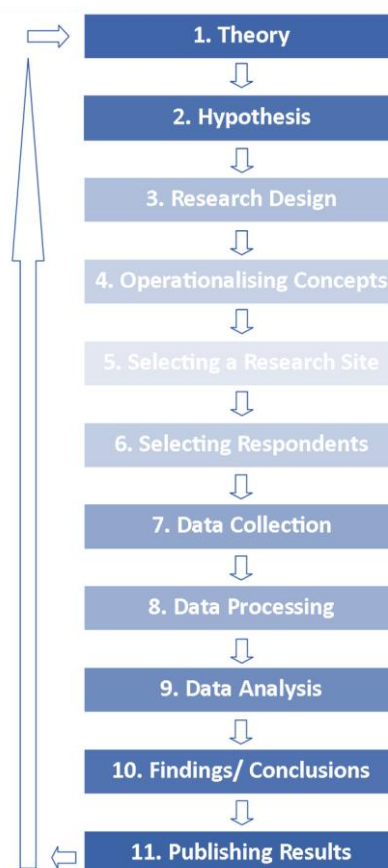 1. Theory
2. Hypothesis
3. Research Design
4. Operationalising Concepts
5. Selecting a Research Site
6. Selecting Respondents
7. Data Collection
8. Data Processing
9. Data Analysis
10. Findings/ Conclusions
11. Publishing Results